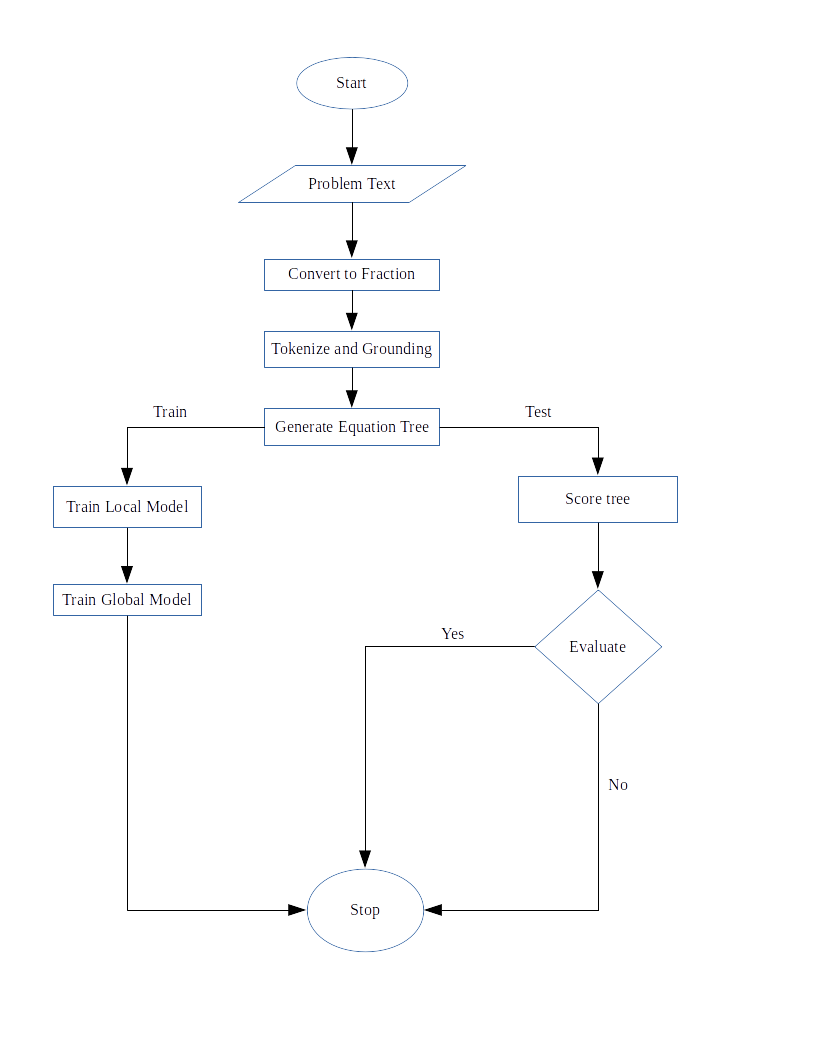 Start
Problem Text
Convert to Fraction
Tokenize and Grounding
Train
Test
Generate Equation Tree
Score tree
Train Local Model
Train Global Model
Yes
Evaluate
No
Stop